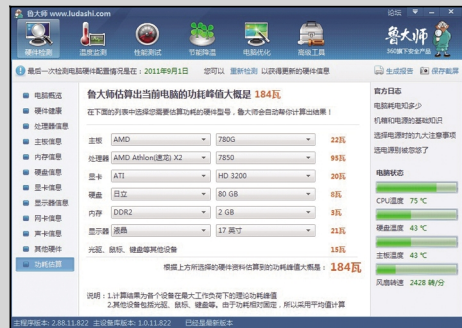 鲁大师 www.ludashi.com
论坛
硬件检测
温度监测
性能测试
节能降温
电脑优化
高级工具
鲁大师
360旗下安全产品
最后一次检测电脑硬件配置情况是在：2011年9月1日 您可以 重新检测 以获得更新的硬件信息
生成报告 保存截屏
电脑概览
硬件健康
处理器信息
主板信息
内存信息
硬盘信息
显卡信息
显示器信息
网卡信息
声卡信息
其他硬件
功耗估算
鲁大师估算出当前电脑的功耗峰值大概是 184瓦
在下面的列表中选择您需要估算功耗的硬件型号，鲁大师会自动帮你计算出结果！
主板 AMD 780G 22瓦
处理器 AMD Athlon(速龙) X2 7850 95瓦
显卡 ATI HD 3200 20瓦
硬盘 日立 80 GB 8瓦
内存 DDR2 2 GB 3瓦
显示器 液晶 17 英寸 21瓦
光驱、鼠标、键盘等其他设备 15瓦
根据上方所选择的硬件资料估算到的功耗峰值大概是： 184瓦
说明：1.计算结果为各个设备在最大工作负荷下的理论功耗峰值
2.其他设备包括光驱、鼠标、键盘等。由于功耗相对固定，所以采用平均值计算
官方日志
电脑耗电知多少
机箱和电源的基础知识
选择电源时的九大注意事项
选电源别被忽悠了
电脑状态
CPU温度 75 ℃
硬盘温度 43 ℃
主板温度 43 ℃
风扇转速 2428 转/分
主程序版本: 2.88.11.822 主设备库版本: 1.0.11.822 已经是最新版本